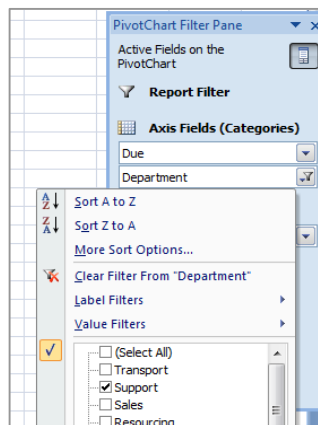 PivotChart Filter Pane
Active Fields on the
PivotChart
Report Filter
Axis Fields (Categories)
Due
Department
Sort A to Z
Sort Z to A
More Sort Options...
Clear Filter From "Department"
Label Filters
Value Filters
(Select All)
Transport
Support
Sales
Resourcing